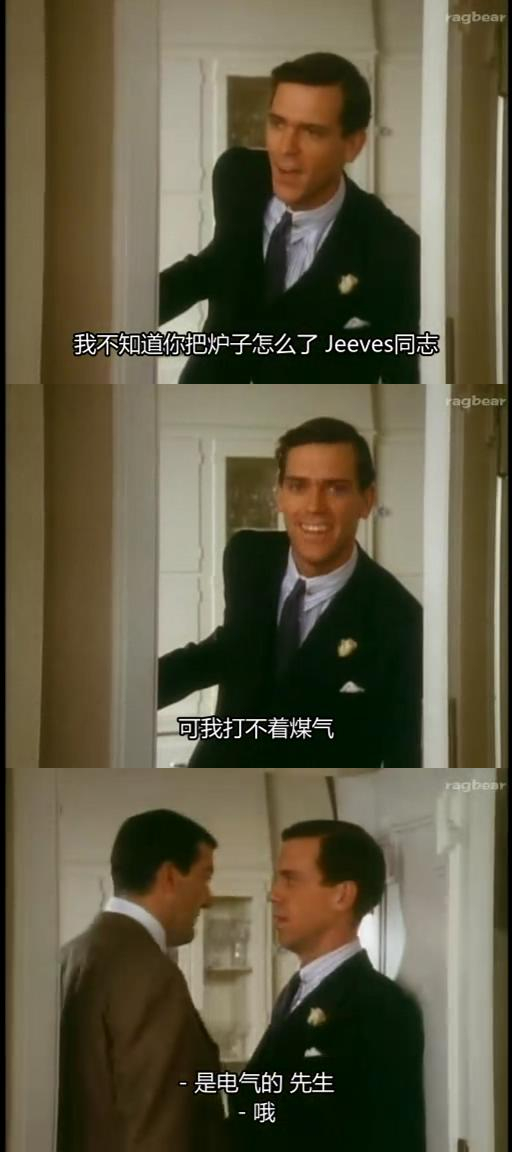 ragbear
我不知道你把炉子怎么了 Jeeves同志
ragbear
可我打不着煤气
ragbear
- 是电气的 先生
- 哦